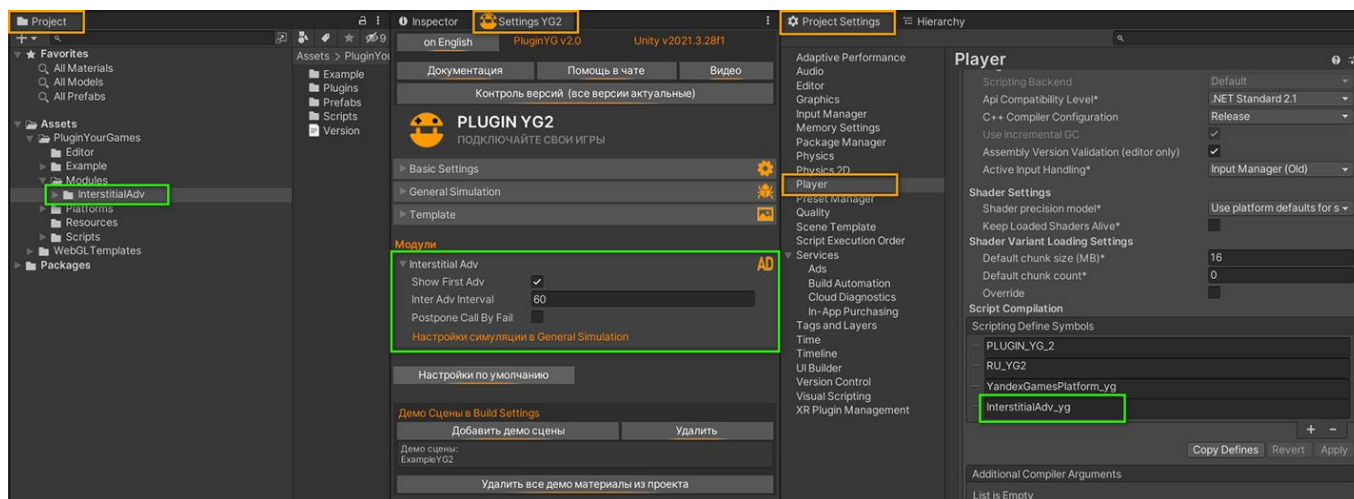 Project
Favorites
All Materials
All Models
All Prefabs
Assets
PluginYourGames
Editor
Example
Modules
InterstitialAdv
Platforms
Resources
Scripts
WebGLTemplates
Packages
9
Assets > PluginYou
Example
Plugins
Prefabs
Scripts
Version
Inspector
Settings YG2
on English
PluginYG v2.0
Unity v2021.3.28f1
Документация
Помощь в чате
Видео
Контроль версий (все версии актуальные)
PLUGIN YG2
ПОДКЛЮЧАЙТЕ СВОИ ИГРЫ
Basic Settings
General Simulation
Template
Модули
Interstitial Adv
AD
Show First Adv
Inter Adv Interval 60
Postpone Call By Fail
Настройки симуляции в General Simulation
Настройки по умолчанию
Демо Сцены в Build Settings
Добавить демо сцены
Удалить
Демо сцены:
ExampleYG2
Удалить все демо материалы из проекта
Project Settings
Hierarchy
Adaptive Performance
Audio
Editor
Graphics
Input Manager
Memory Settings
Package Manager
Physics
Physics 2D
Player
Preset Manager
Quality
Scene Template
Script Execution Order
Services
Ads
Build Automation
Cloud Diagnostics
In-App Purchasing
Tags and Layers
Time
Timeline
UI Builder
Version Control
Visual Scripting
XR Plugin Management
Player
Scripting Backend Default
Api Compatibility Level* .NET Standard 2.1
C++ Compiler Configuration Release
Use incremental GC
Assembly Version Validation (editor only)
Active Input Handling* Input Manager (Old)
Shader Settings
Shader precision model* Use platform defaults for s
Keep Loaded Shaders Alive*
Shader Variant Loading Settings
Default chunk size (MB)* 16
Default chunk count* 0
Override
Script Compilation
Scripting Define Symbols
PLUGIN_YG_2
RU_YG2
YandexGamesPlatform_yg
InterstitialAdv_yg
+ -
Copy Defines Revert Apply
Additional Compiler Arguments
List is Empty